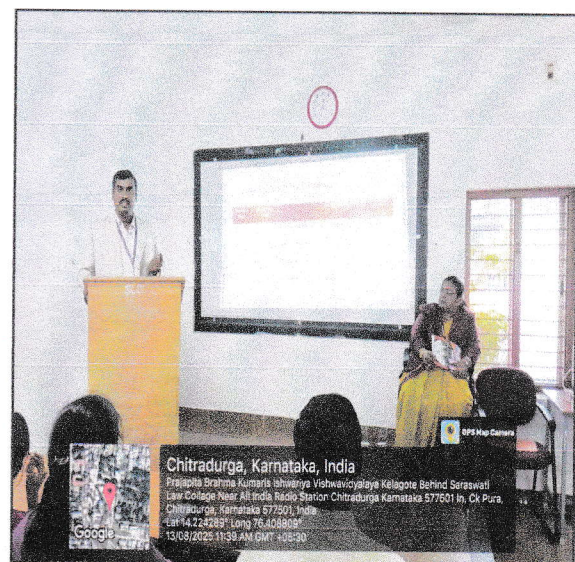 GPS Map Camera
Chitradurga, Karnataka, India
Prajapita Brahma Kumaris Ishwariya Vishwavidyalaya Kelagote Behind Saraswati
Law Collage Near All India Radio Station Chitradurga Karnataka 577501 In, Ck Pura,
Chitradurga, Karnataka 577501, India
Lat 14.224289° Long 76.408809°
13/08/2025 11:39 AM GMT +05:30
Google